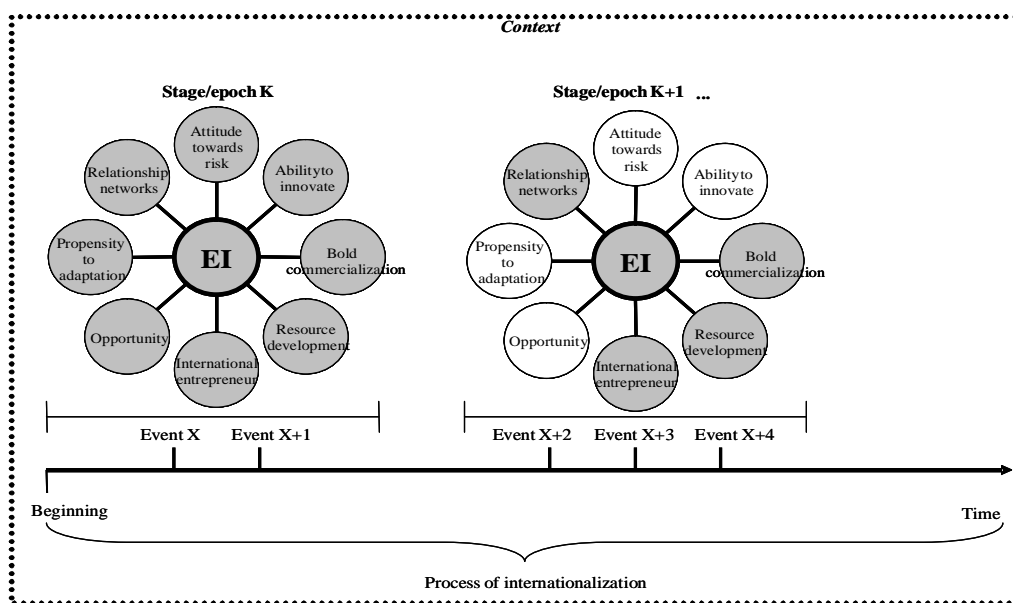 Context
Stage/epoch K
Attitude
towards
risk
Relationship
networks
Abilityto
innovate
Propensity
to
adaptation
EI
Bold
commercialization
Opportunity
Resource
development
International
entrepreneur
Stage/epoch K+1 ...
Attitude
towards
risk
Relationship
networks
Abilityto
innovate
Propensity
to
adaptation
EI
Bold
commercialization
Opportunity
Resource
development
International
entrepreneur
Event X
Event X+1
Event X+2
Event X+3
Event X+4
Beginning
Time
Process of internationalization